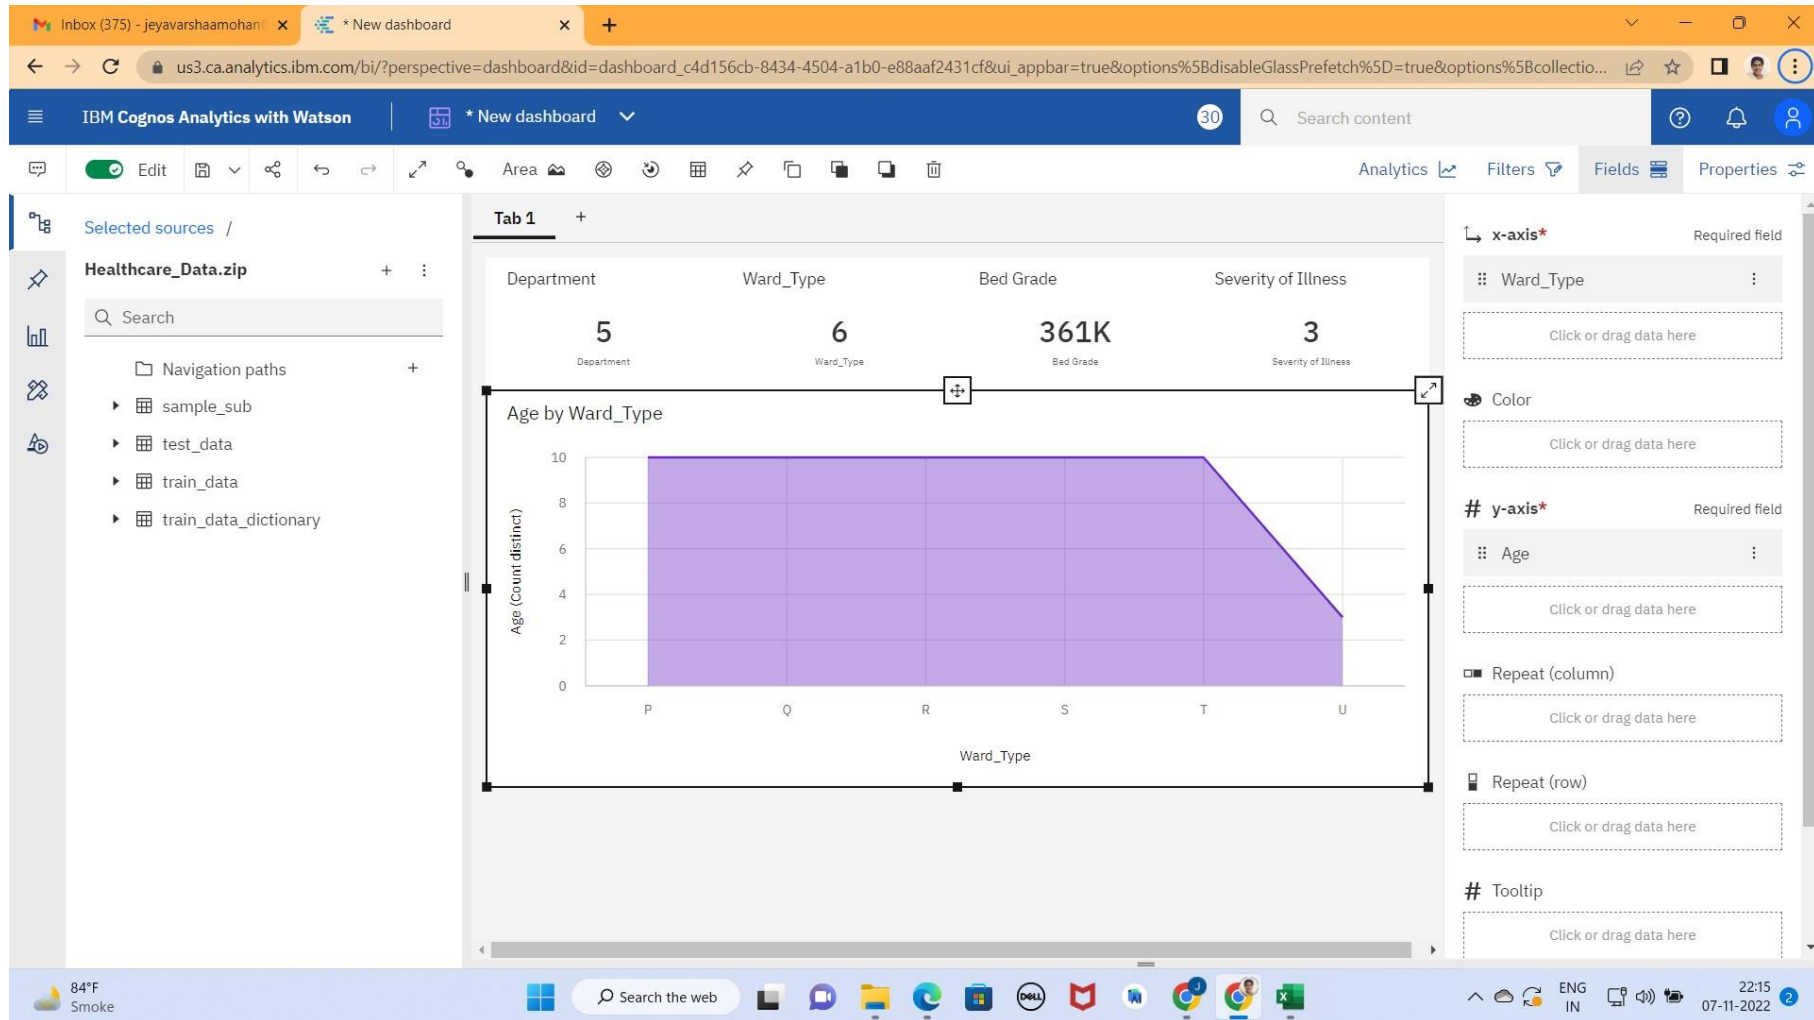 Inbox (375) - jeyavarshaamohan
* New dashboard
us3.ca.analytics.ibm.com/bi/?perspective=dashboard&id=dashboard_c4d156cb-8434-4504-a1b0-e88aaf2431cf&ui_appbar=true&options%5BdisableGlassPrefetch%5D=true&options%5Bcollectio...
IBM Cognos Analytics with Watson
* New dashboard
30
Search content
Edit
Area
Analytics
Filters
Fields
Properties
Selected sources /
Healthcare_Data.zip
Search
Navigation paths
sample_sub
test_data
train_data
train_data_dictionary
Tab 1
Department
Ward_Type
Bed Grade
Severity of Illness
5
6
361K
3
Department
Ward_Type
Bed Grade
Severity of Illness
Age by Ward_Type
Age (Count distinct)
10
8
6
4
2
0
P
Q
R
S
T
U
Ward_Type
x-axis*
Required field
Ward_Type
Click or drag data here
Color
Click or drag data here
# y-axis*
Required field
Age
Click or drag data here
Repeat (column)
Click or drag data here
Repeat (row)
Click or drag data here
# Tooltip
Click or drag data here
84°F
Smoke
Search the web
DELL
J
ENG
IN
22:15
07-11-2022
2